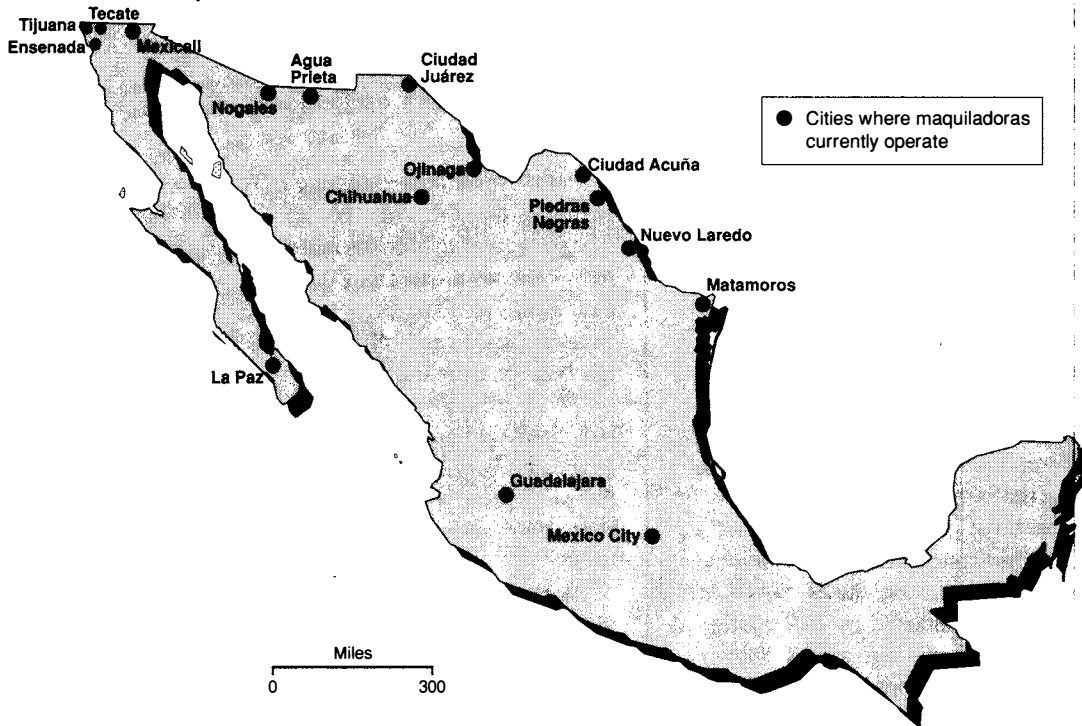 Tecate
Tijuana
Ensenada
Mexicali
Agua
Prieta
Ciudad
Juárez
Nogales
● Cities where maquiladoras
currently operate
Ojinaga
Ciudad Acuña
Chihuahua
Piedras
Negras
Nuevo Laredo
Matamoros
La Paz
Guadalajara
Mexico City
Miles
0 300